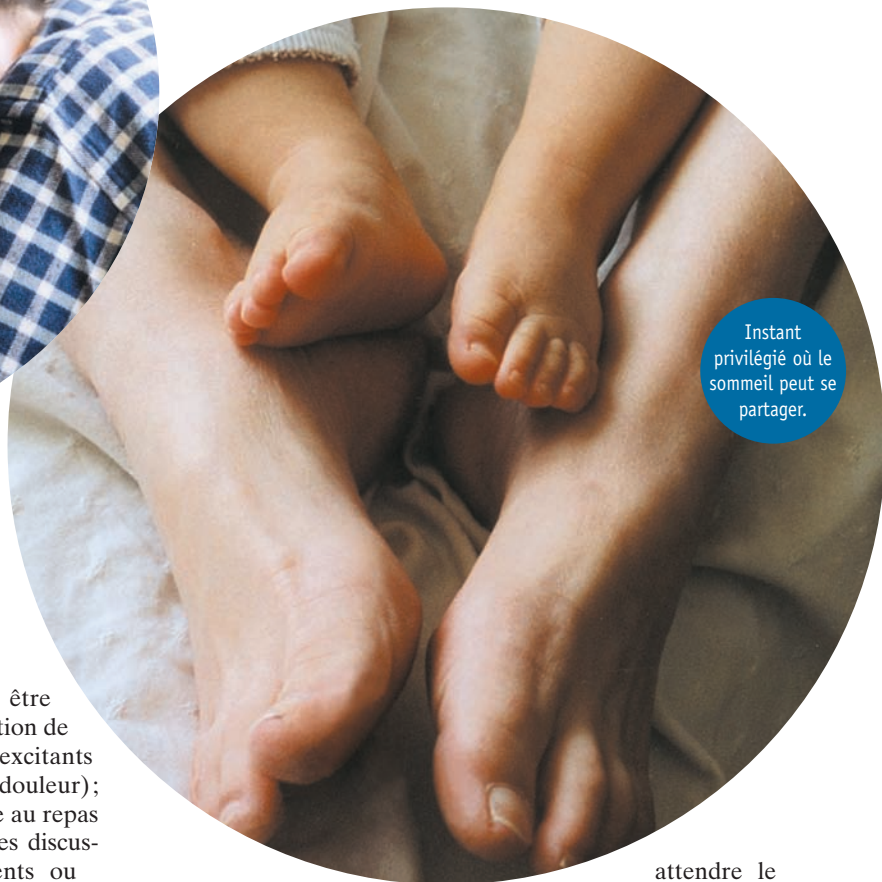 Instant
privilégié où le
sommeil peut se
partager.
être
tion de
excitants
douleur);
e au repas
es discus-
ents ou
attendre le